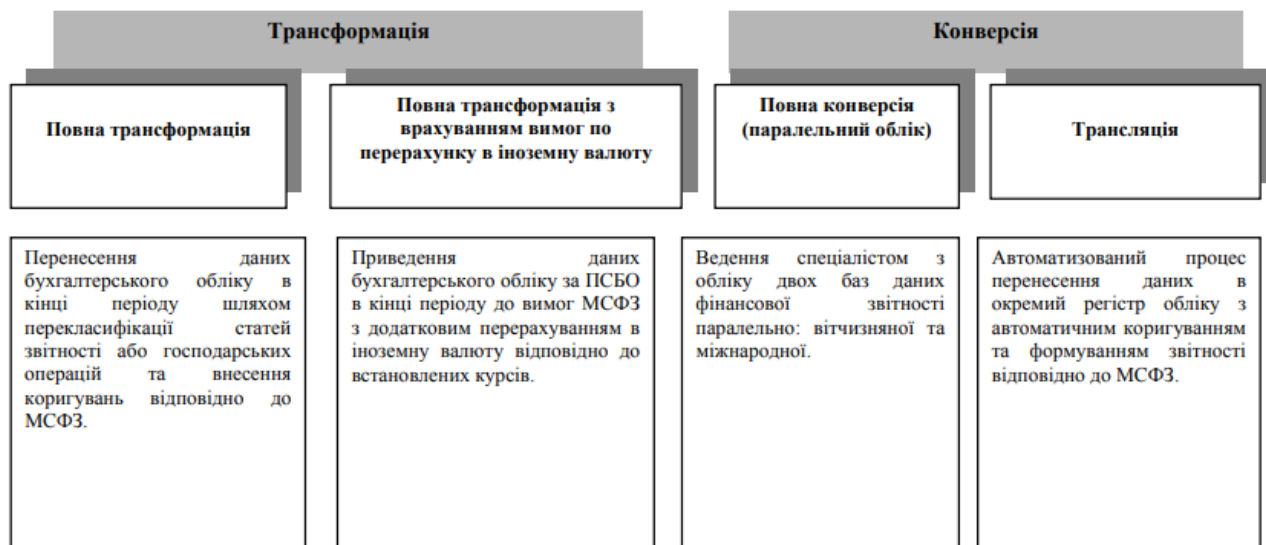 Трансформація
Конверсія
Повна трансформація
Повна трансформація з
врахуванням вимог по
перерахунку в іноземну валюту
Повна конверсія
(паралельний облік)
Трансляція
Перенесення даних
бухгалтерського обліку в
кінці періоду шляхом
перекласифікації статей
звітності або господарських
операцій та внесення
коригувань відповідно до
МСФЗ.
Приведення даних
бухгалтерського обліку за ПСБО
в кінці періоду до вимог МСФЗ
з додатковим перерахуванням в
іноземну валюту відповідно до
встановлених курсів.
Ведення спеціалістом з
обліку двох баз даних
фінансової звітності
паралельно: вітчизняної та
міжнародної.
Автоматизований процес
перенесення даних в
окремий регістр обліку з
автоматичним коригуванням
та формуванням звітності
відповідно до МСФЗ.